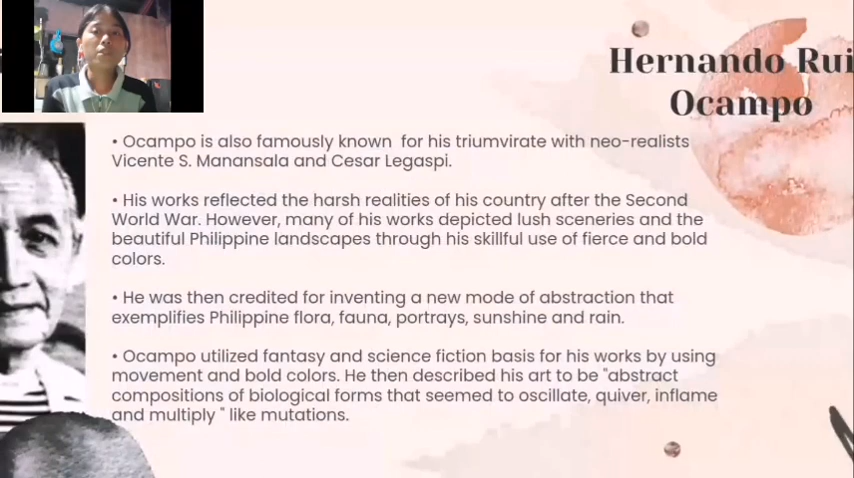 Hernando Rui
Ocampo
• Ocampo is also famously known for his triumvirate with neo-realists
Vicente S. Manansala and Cesar Legaspi.
• His works reflected the harsh realities of his country after the Second
World War. However, many of his works depicted lush sceneries and the
beautiful Philippine landscapes through his skillful use of fierce and bold
colors.
• He was then credited for inventing a new mode of abstraction that
exemplifies Philippine flora, fauna, portrays, sunshine and rain.
• Ocampo utilized fantasy and science fiction basis for his works by using
movement and bold colors. He then described his art to be "abstract
compositions of biological forms that seemed to oscillate, quiver, inflame
and multiply " like mutations.